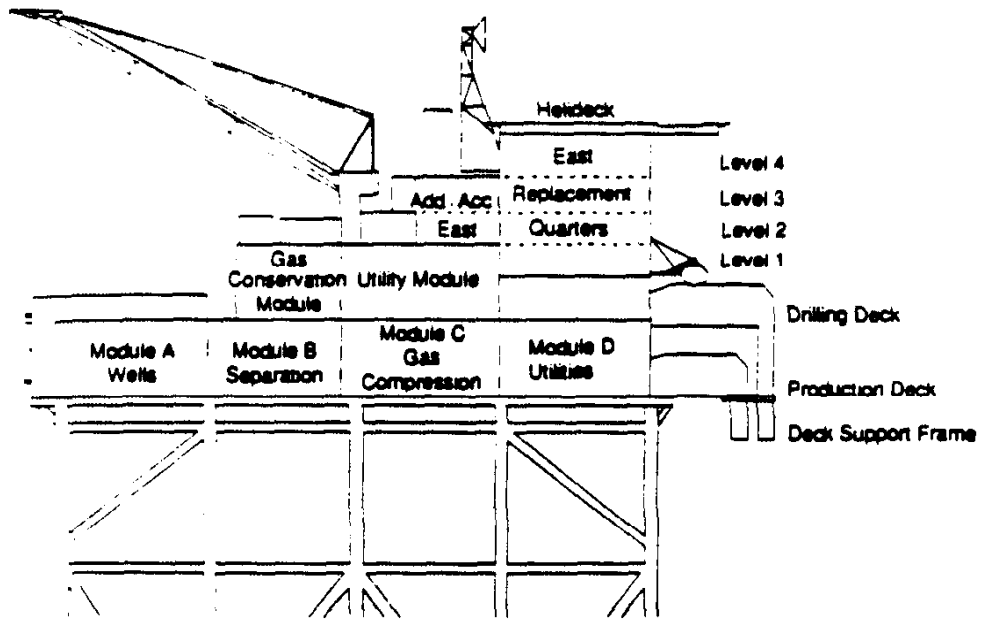 Helideck
East
Level 4
Add. Acc
Replacement
Level 3
East
Quarters
Level 2
Level 1
Gas
Conservation
Module
Utility Module
Drilling Deck
Module A
Wells
Module B
Separation
Module C
Gas
Compression
Module D
Utilities
Production Deck
Deck Support Frame